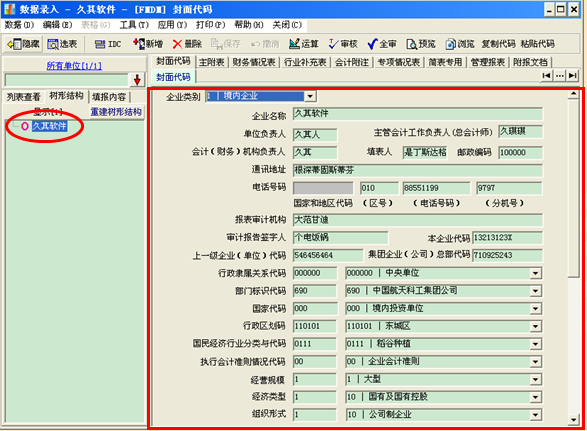 数据录入 - 久其软件 - [FMDM] 封面代码
数据(D) 编辑(E) 表格(G) 工具(T) 应用(T) 打印(P) 帮助(H) 关闭(C)
隐藏 选表 IDC 新增 删除 保存 撤消 运算 审核 全审 预览 浏览 复制代码 粘贴代码
所有单位[1/1]
列表查看 树形结构 填报内容
显示[1] 重建树形结构
久其软件
封面代码 主附表 财务情况表 行业补充表 会计附注 专项情况表 简表专用 管理报表 附报文档
封面代码
企业类别 1 | 境内企业
企业名称 久其软件
单位负责人 久其人 主管会计工作负责人(总会计师) 久琪琪
会计(财务)机构负责人 久其 填表人 是丁斯达格 邮政编码 100000
通讯地址 根深蒂固斯蒂芬
电话号码 010 88551199 9797
国家和地区代码 (区号) (电话号码) (分机号)
报表审计机构 大范甘迪
审计报告签字人 个电饭锅 本企业代码 13213123X
上一级企业(单位)代码 546456464 集团企业(公司)总部代码 710925243
行政隶属关系代码 000000 000000 | 中央单位
部门标识代码 690 690 | 中国航天科工集团公司
国家代码 000 000 | 境内投资单位
行政区划码 110101 110101 | 东城区
国民经济行业分类与代码 0111 0111 | 稻谷种植
执行会计准则情况代码 00 00 | 企业会计准则
经营规模 1 1 | 大型
经济类型 1 10 | 国有及国有控股
组织形式 1 10 | 公司制企业